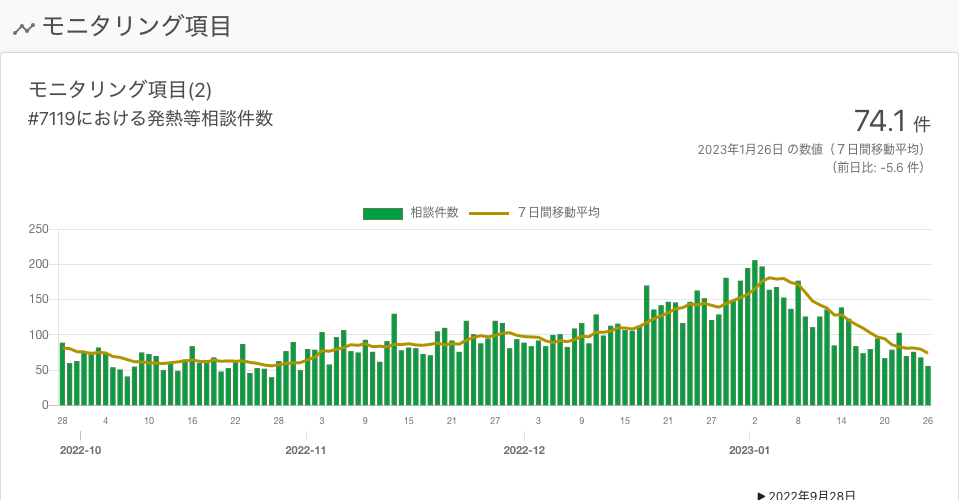 モニタリング項目
モニタリング項目(2)
#7119における発熱等相談件数
74.1 件
2023年1月26日 の数値（７日間移動平均）
（前日比: -5.6 件）
相談件数 ７日間移動平均
250
200
150
100
50
0
28 4 10 16 22 28 3 9 15 21 27 3 9 15 21 27 2 8 14 20 26
2022-10 2022-11 2022-12 2023-01
▶ 2022年9月28日